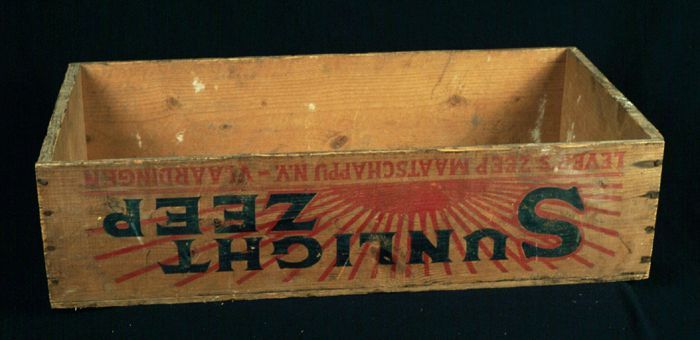 SUNLIGHT
ZEEP
LEVER'S ZEEP MAATSCHAPPIJ N.V. – VLAARDINGEN